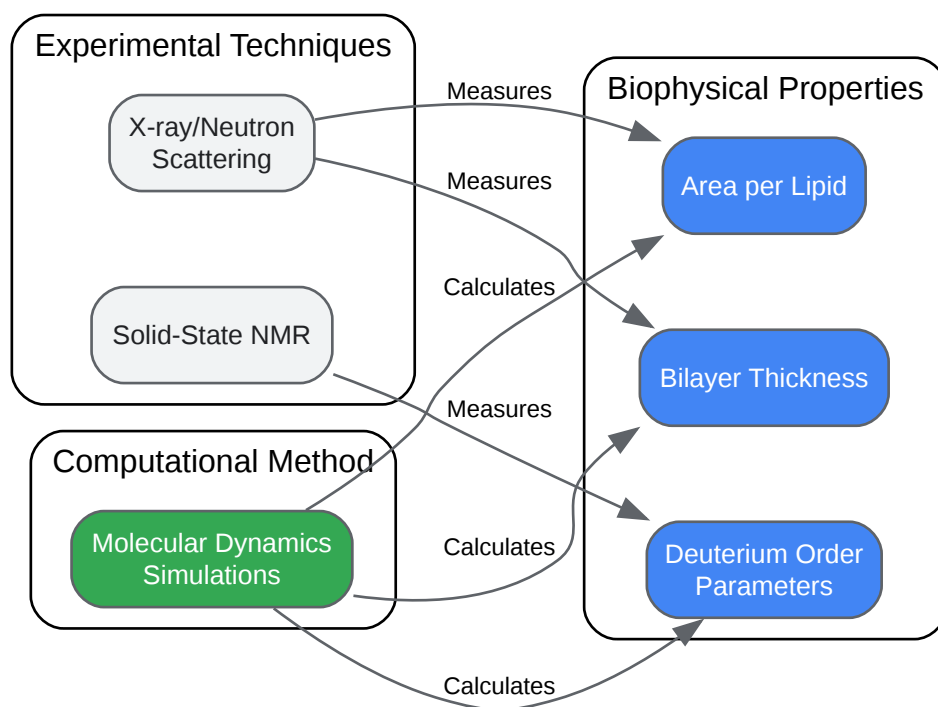 Experimental Techniques
X-ray/Neutron
Scattering
Solid-State NMR
Computational Method
Molecular Dynamics
Simulations
Measures
Measures
Calculates
Measures
Calculates
Calculates
Biophysical Properties
Area per Lipid
Bilayer Thickness
Deuterium Order
Parameters